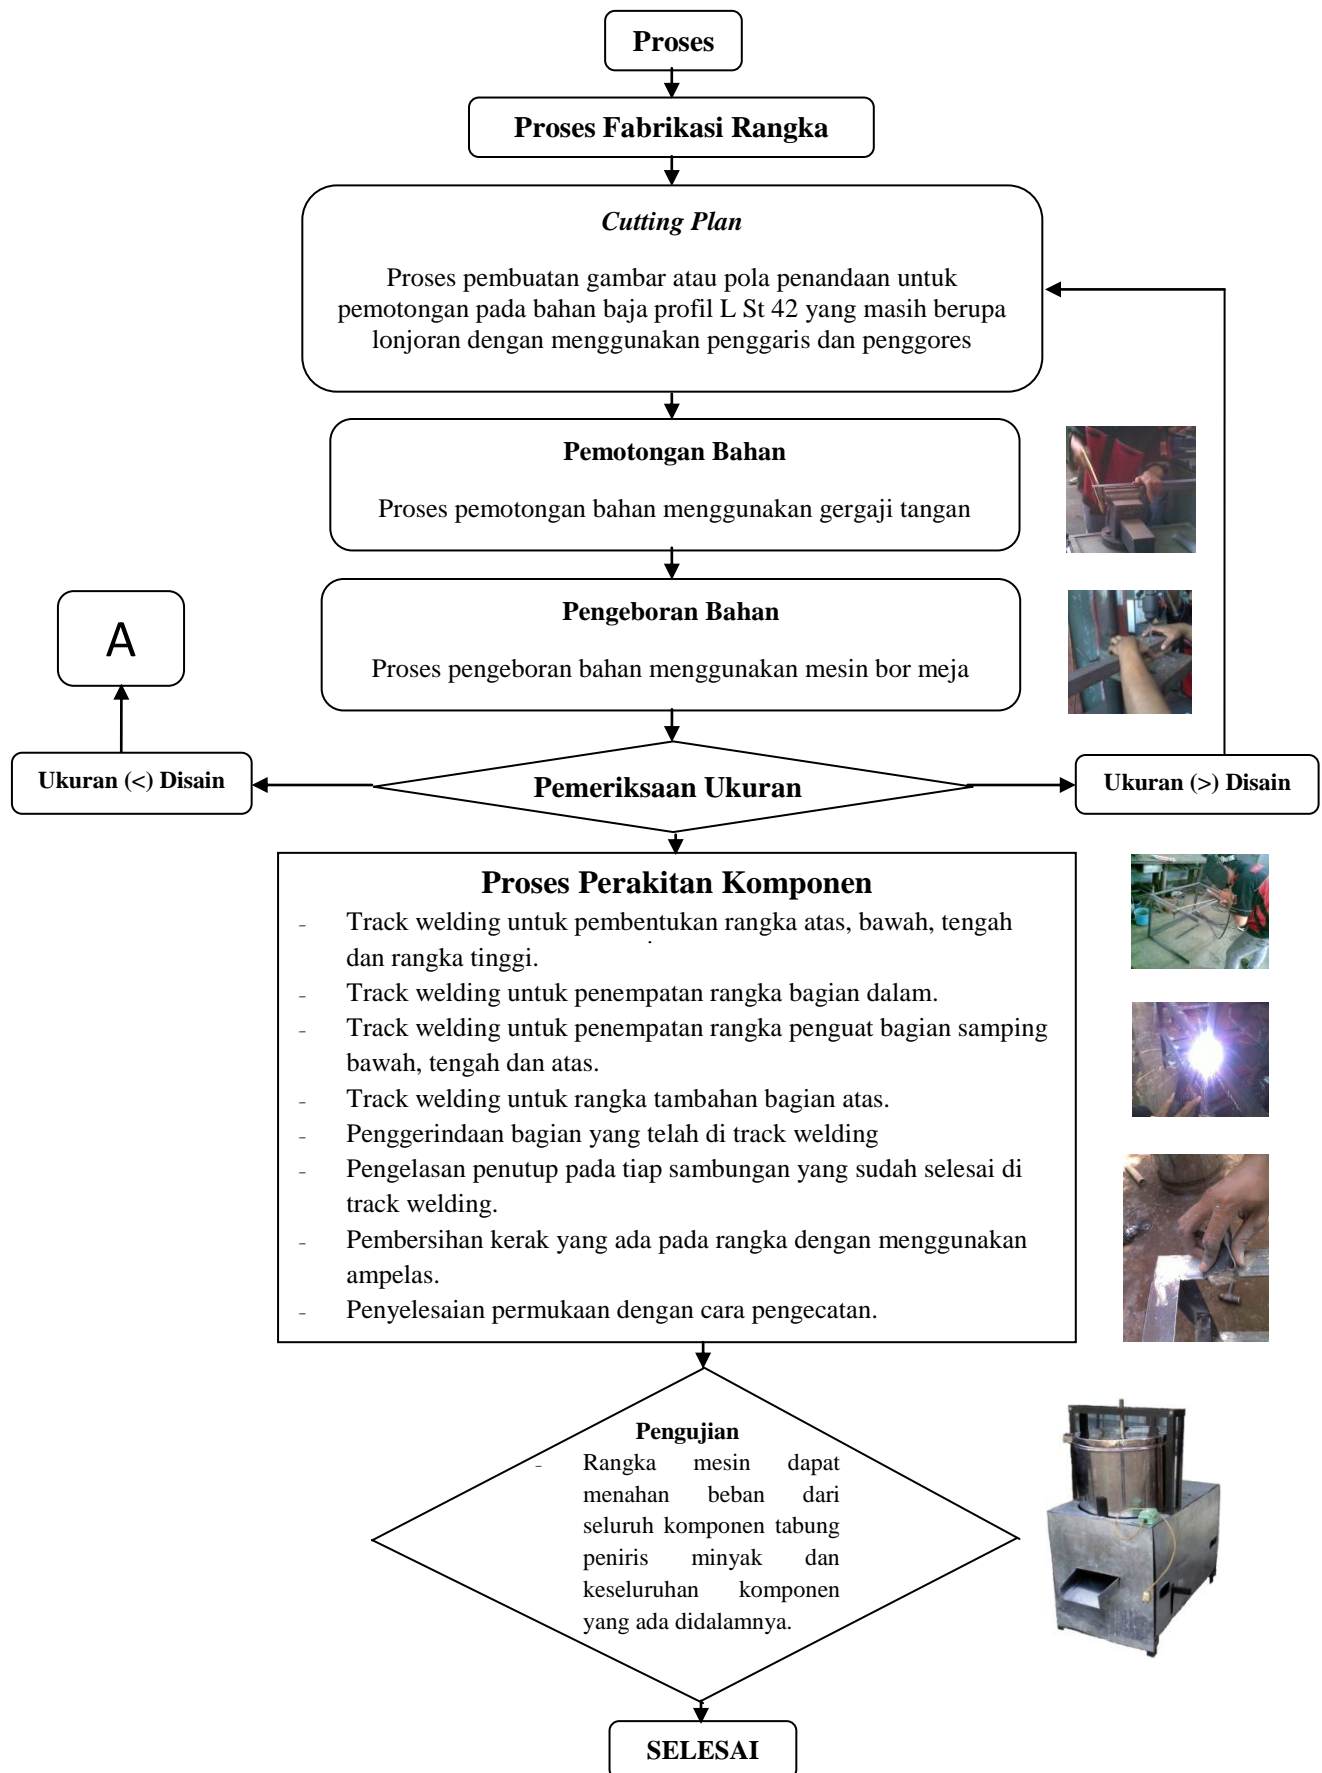 Proses
Proses Fabrikasi Rangka
Cutting Plan
Proses pembuatan gambar atau pola penandaan untuk
pemotongan pada bahan baja profil L St 42 yang masih berupa
lonjoran dengan menggunakan penggaris dan penggores
Pemotongan Bahan
Proses pemotongan bahan menggunakan gergaji tangan
Pengeboran Bahan
Proses pengeboran bahan menggunakan mesin bor meja
A
Ukuran (<) Disain
Pemeriksaan Ukuran
Ukuran (>) Disain
Proses Perakitan Komponen
- Track welding untuk pembentukan rangka atas, bawah, tengah
dan rangka tinggi.
- Track welding untuk penempatan rangka bagian dalam.
- Track welding untuk penempatan rangka penguat bagian samping
bawah, tengah dan atas.
- Track welding untuk rangka tambahan bagian atas.
- Penggerindaan bagian yang telah di track welding
- Pengelasan penutup pada tiap sambungan yang sudah selesai di
track welding.
- Pembersihan kerak yang ada pada rangka dengan menggunakan
ampelas.
- Penyelesaian permukaan dengan cara pengecatan.
Pengujian
- Rangka mesin dapat
menahan beban dari
seluruh komponen tabung
peniris minyak dan
keseluruhan komponen
yang ada didalamnya.
SELESAI